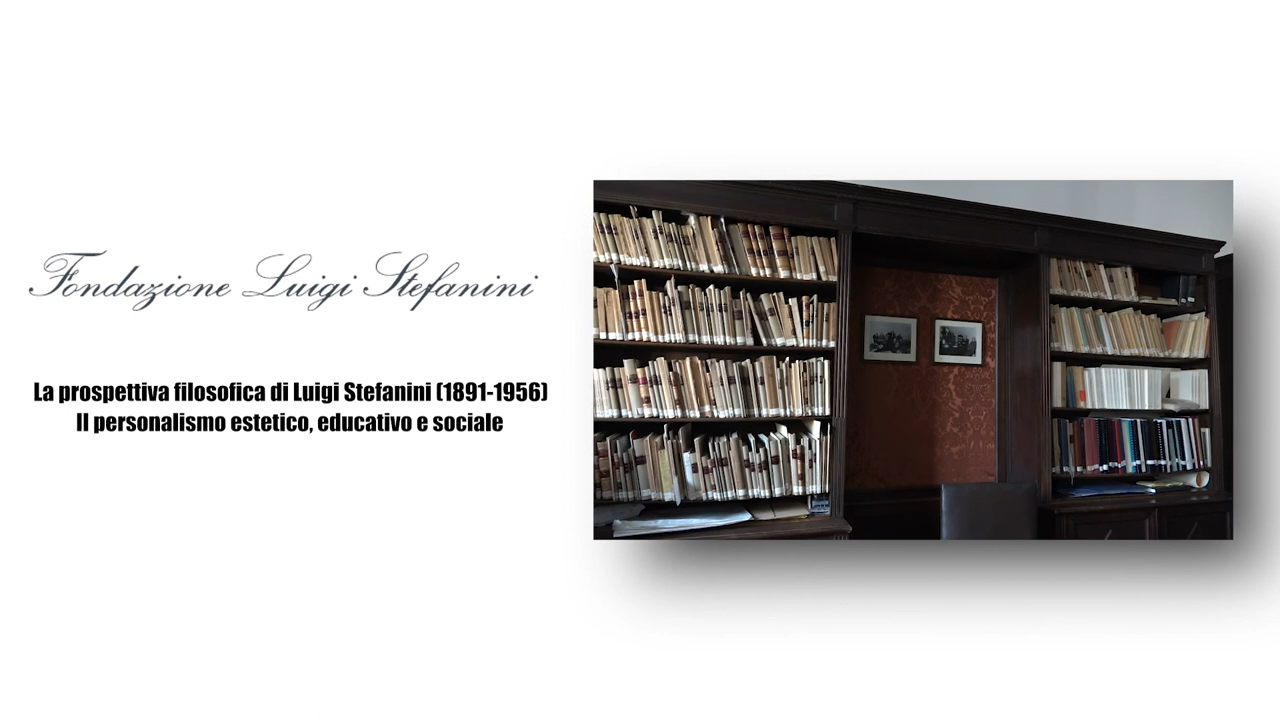 Fondazione Luigi Stefanini
La prospettiva filosofica di Luigi Stefanini (1891-1956)
Il personalismo estetico, educativo e sociale